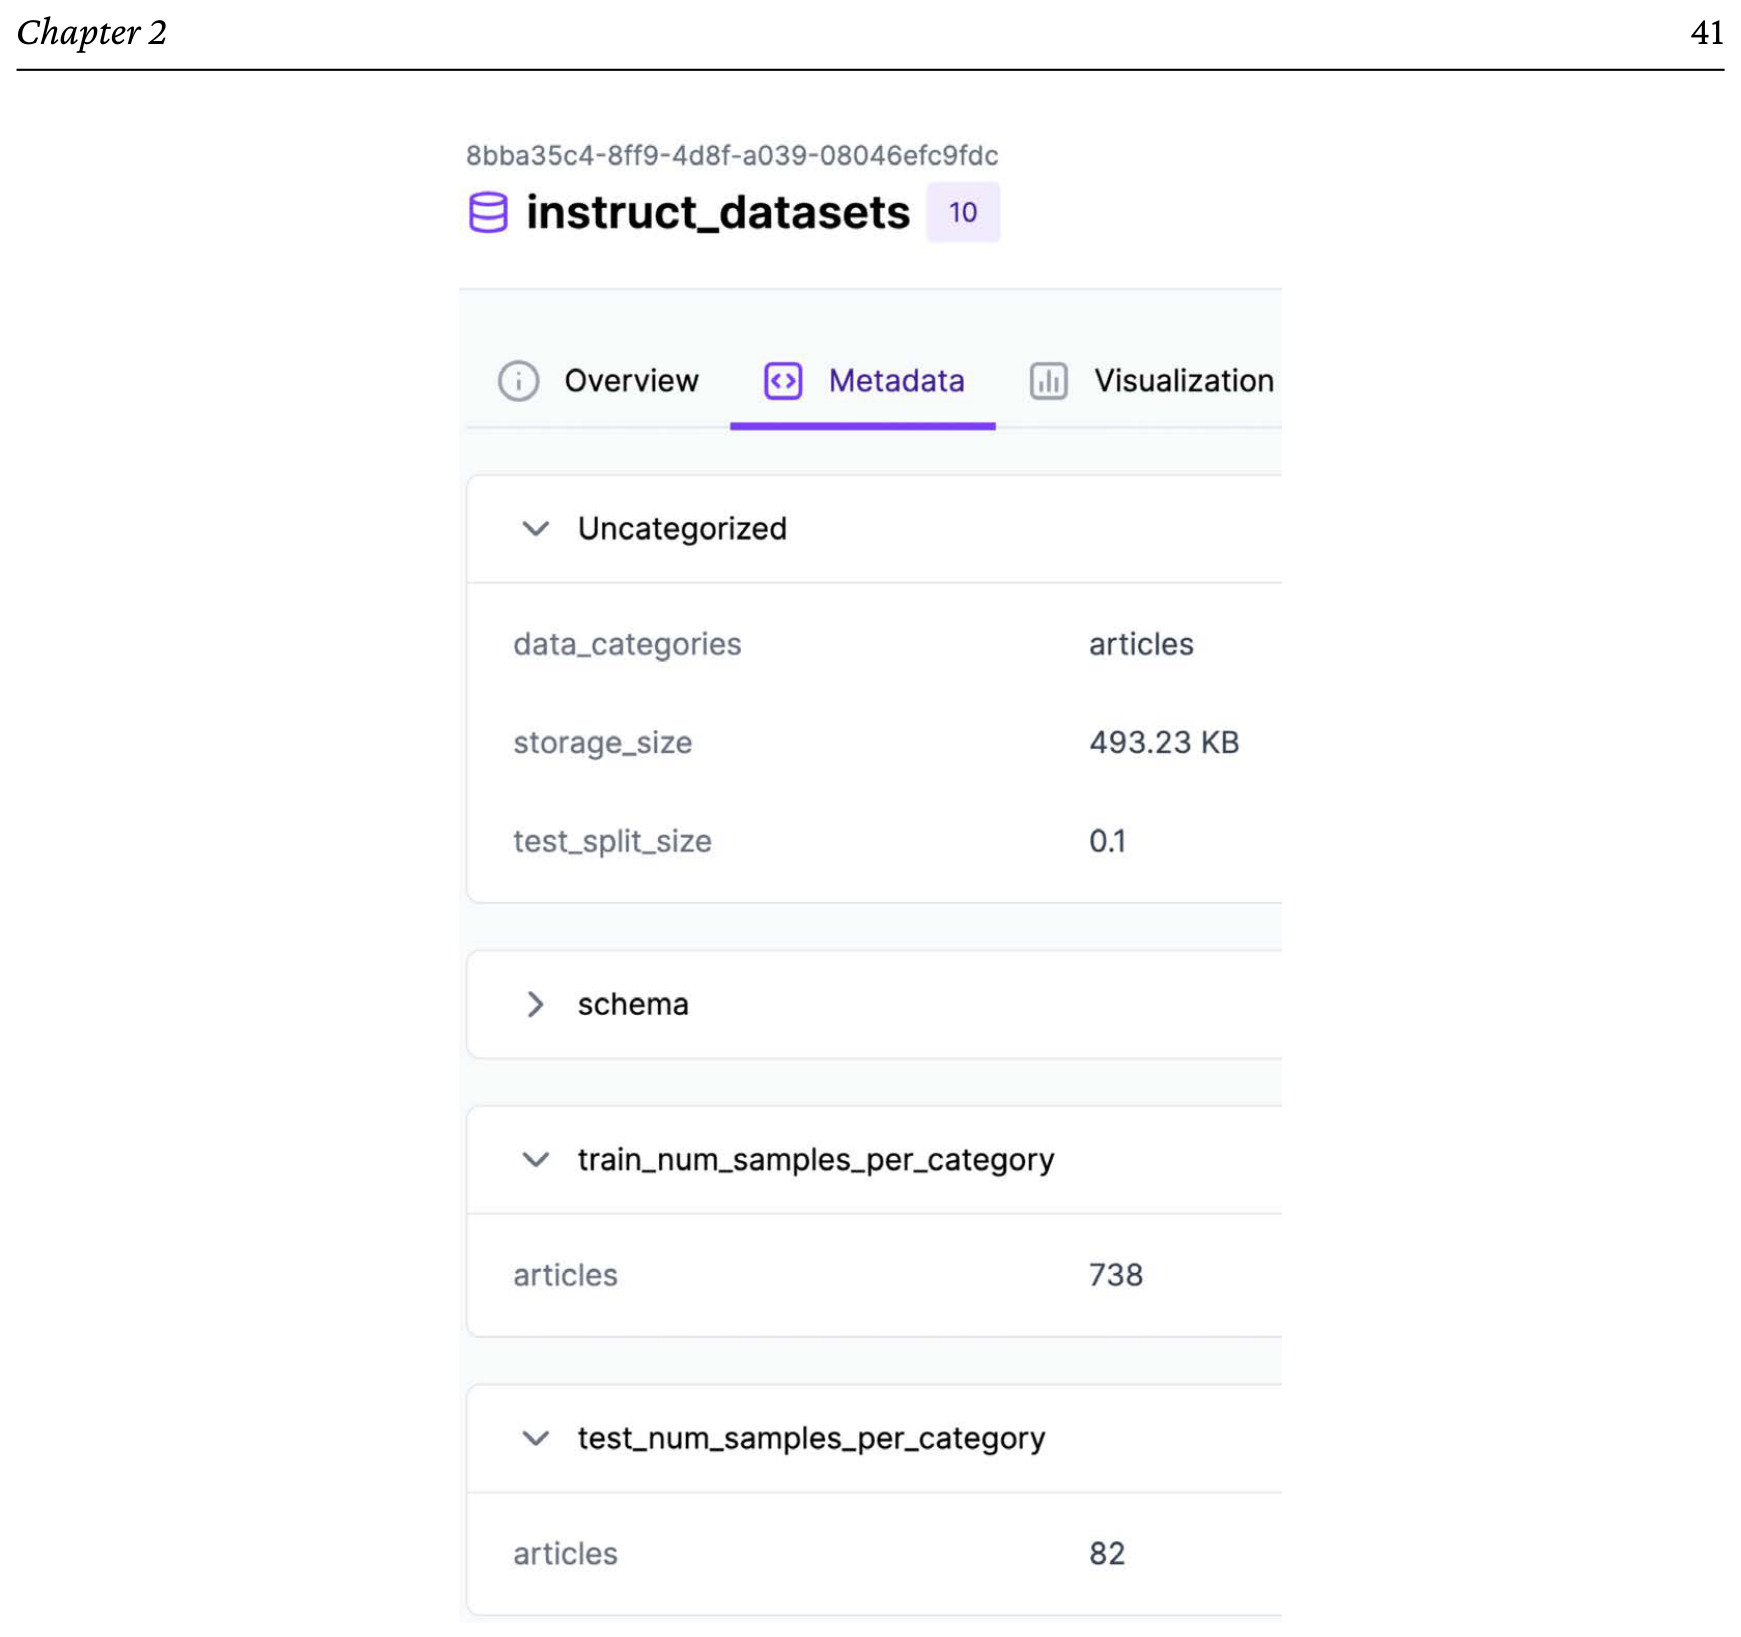 Chapter 2 41
8bba35c4-8ff9-4d8f-a039-08046efc9fdc
instruct_datasets 10
Overview Metadata Visualization
Uncategorized
data_categories articles
storage_size 493.23 KB
test_split_size 0.1
schema
train_num_samples_per_category
articles 738
test_num_samples_per_category
articles 82